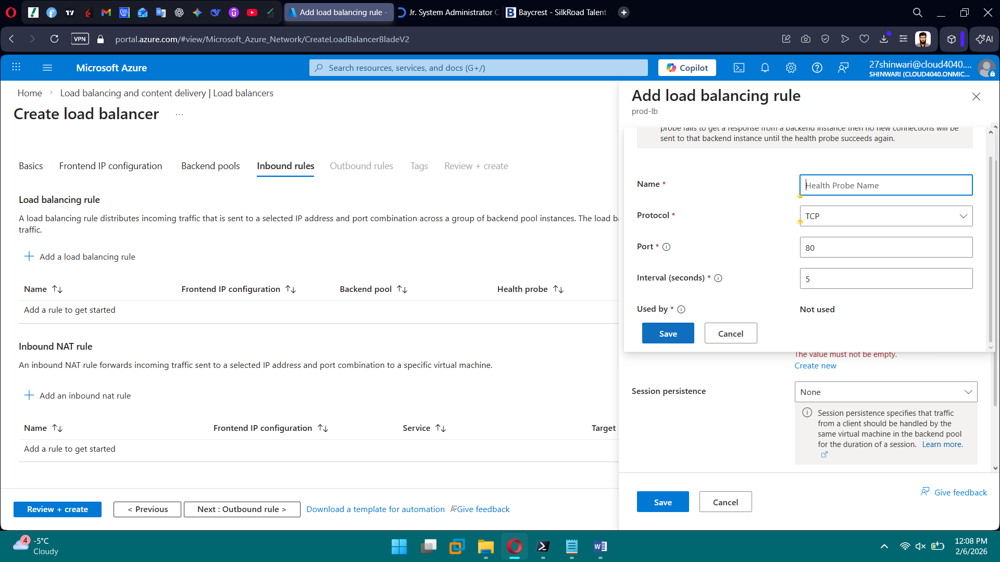 Add load balancing rule -
Jr. System Administrator
Baycrest - SilkRoad Talent
VPN
portal.azure.com/#view/Microsoft_Azure_Network/CreateLoadBalancerBladeV2
AI
Microsoft Azure
Search resources, services, and docs (G+/)
Copilot
27shinwari@cloud4040....
SHINWARI (CLOUD4040.ONMIC...
Home > Load balancing and content delivery | Load balancers
Create load balancer ...
Basics
Frontend IP configuration
Backend pools
Inbound rules
Outbound rules
Tags
Review + create
Load balancing rule
A load balancing rule distributes incoming traffic that is sent to a selected IP address and port combination across a group of backend pool instances. The load
traffic.
+ Add a load balancing rule
Name ↑↓ Frontend IP configuration ↑↓ Backend pool ↑↓ Health probe ↑↓
Add a rule to get started
Inbound NAT rule
An inbound NAT rule forwards incoming traffic sent to a selected IP address and port combination to a specific virtual machine.
+ Add an inbound nat rule
Name ↑↓ Frontend IP configuration ↑↓ Service ↑↓ Target
Add a rule to get started
Review + create
< Previous
Next : Outbound rule >
Download a template for automation
Give feedback
Add load balancing rule
prod-lb
probe fails to get a response from a backend instance then no new connections will be
sent to that backend instance until the health probe succeeds again.
Name *
Health Probe Name
Protocol *
TCP
Port *
80
Interval (seconds) *
5
Used by *
Not used
Save
Cancel
The value must not be empty.
Create new
Session persistence
None
Session persistence specifies that traffic
from a client should be handled by the
same virtual machine in the backend pool
for the duration of a session. Learn more.
Save
Cancel
Give feedback
4
-5°C
Cloudy
12:08 PM
2/6/2026